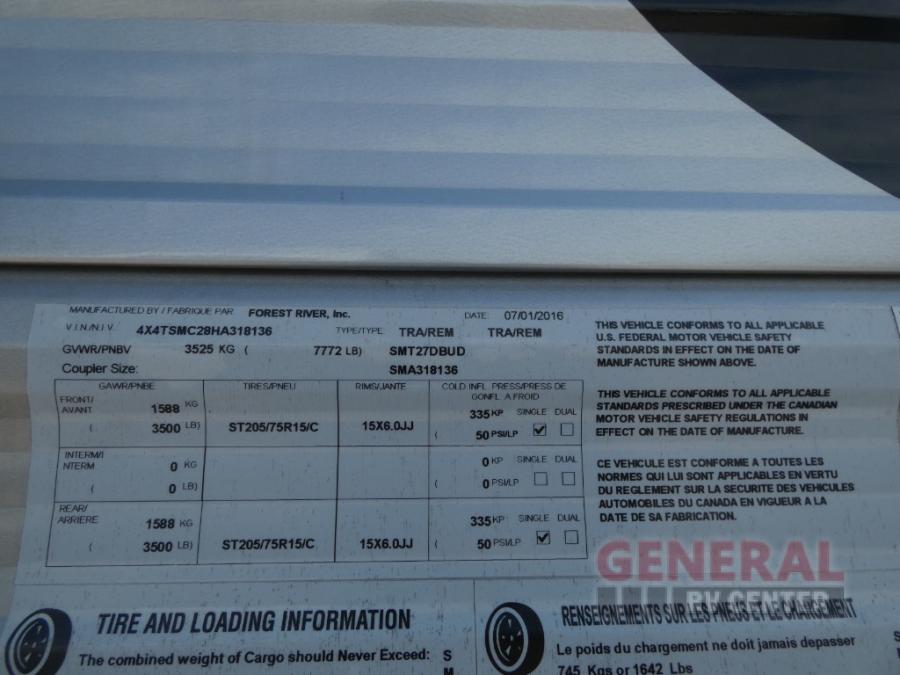 MANUFACTURED BY / FABRIQUE PAR FOREST RIVER, Inc. DATE 07/01/2016
V.I.N./N.I.V. 4X4TSMC28HA318136 TYPE/TYPE TRA/REM TRA/REM
GVWR/PNBV 3525 KG ( 7772 LB) SMT27DBUD
Coupler Size: SMA318136
GAWR/PNBE TIRES/PNEU RIMS/JANTE COLD INFL. PRESS/PRESS DE
GONFL. A FROID
FRONT/
AVANT 1588 KG 335 KP SINGLE DUAL
( 3500 LB) ST205/75R15/C 15X6.0JJ ( 50 PSI/LP
INTERM/I
NTERM 0 KG 0 KP SINGLE DUAL
( 0 LB) ( 0 PSI/LP
REAR/
ARRIERE 1588 KG 335 KP SINGLE DUAL
( 3500 LB) ST205/75R15/C 15X6.0JJ ( 50 PSI/LP
THIS VEHICLE CONFORMS TO ALL APPLICABLE
U.S. FEDERAL MOTOR VEHICLE SAFETY
STANDARDS IN EFFECT ON THE DATE OF
MANUFACTURE SHOWN ABOVE.
THIS VEHICLE CONFORMS TO ALL APPLICABLE
STANDARDS PRESCRIBED UNDER THE CANADIAN
MOTOR VEHICLE SAFETY REGULATIONS IN
EFFECT ON THE DATE OF MANUFACTURE.
CE VEHICULE EST CONFORME A TOUTES LES
NORMES QUI LUI SONT APPLICABLES EN VERTU
DU REGLEMENT SUR LA SECURITE DES VEHICULES
AUTOMOBILES DU CANADA EN VIGUEUR A LA
DATE DE SA FABRICATION.
GENERAL
RV CENTER
TIRE AND LOADING INFORMATION
The combined weight of Cargo should Never Exceed: S
M
RENSEIGNEMENTS SUR LES PNEUS ET LE CHARGEMENT
Le poids du chargement ne doit jamais depasser
745 Kgs or 1642 Lbs